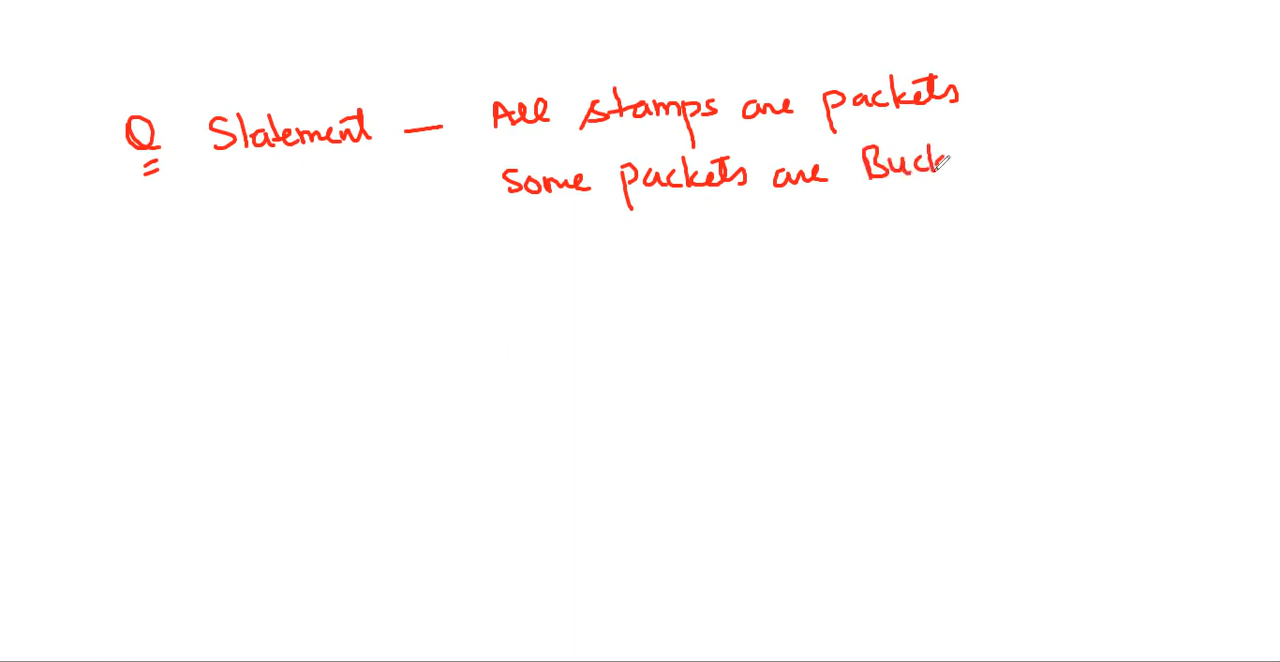 Q Statement — All stamps are packets
some packets are Buck